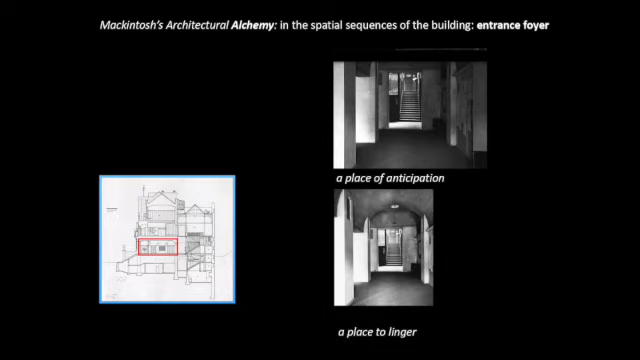 Mackintosh's Architectural Alchemy: in the spatial sequences of the building: entrance foyer
a place of anticipation
a place to linger